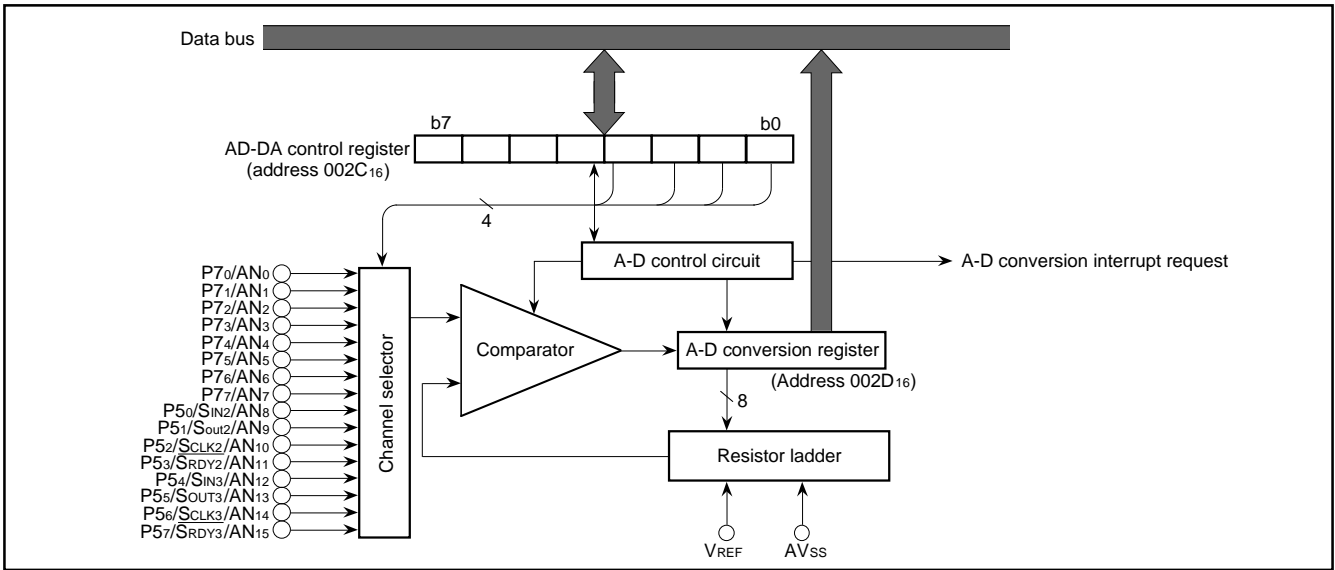 Data bus
b7 b0
AD-DA control register
(address 002C16)
4
A-D control circuit
A-D conversion interrupt request
P70/AN0
P71/AN1
P72/AN2
P73/AN3
P74/AN4
P75/AN5
P76/AN6
P77/AN7
P50/SIN2/AN8
P51/Sout2/AN9
P52/SCLK2/AN10
P53/SRDY2/AN11
P54/SIN3/AN12
P55/SOUT3/AN13
P56/SCLK3/AN14
P57/SRDY3/AN15
Channel selector
Comparator
A-D conversion register
(Address 002D16)
8
Resistor ladder
VREF AVSS